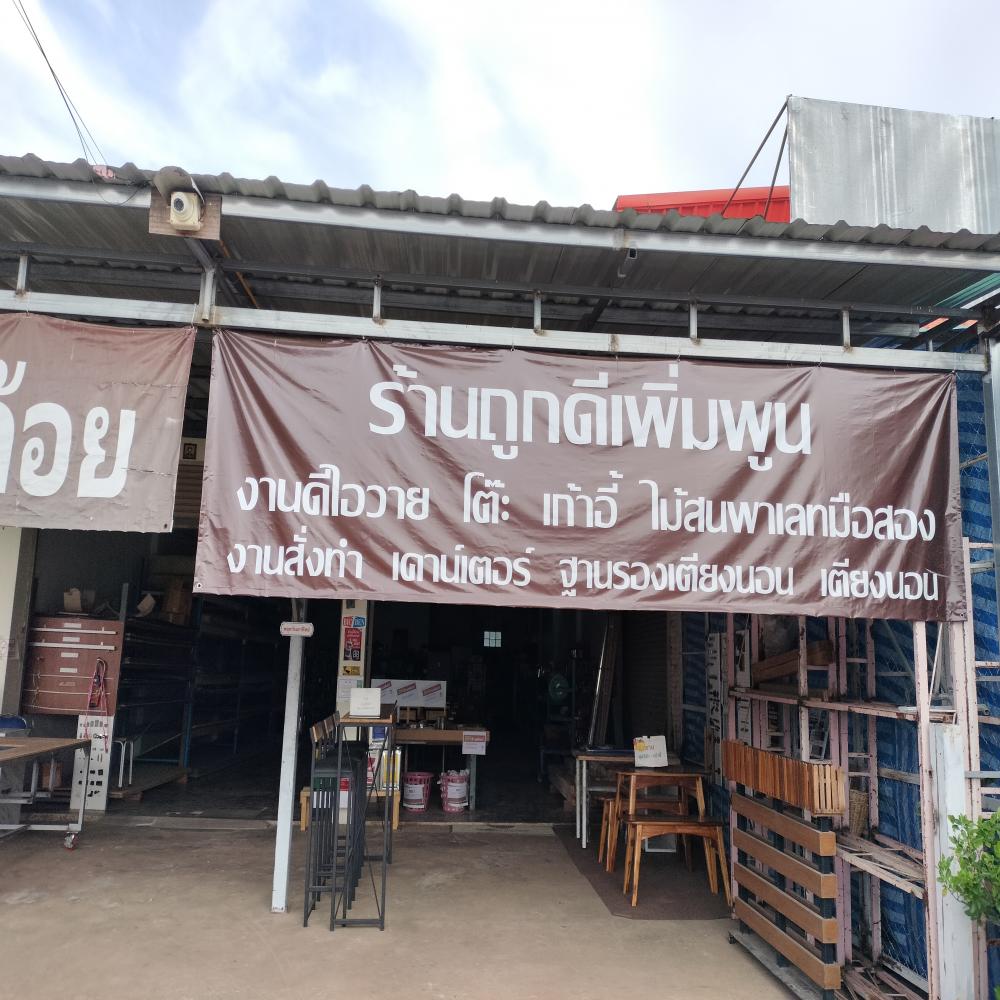 ร้านถูกดีเพิ่มพูน
งานดีไอวาย โต๊ะ เก้าอี้ ไม้สนพาเลทมือสอง
งานสั่งทำ เคาน์เตอร์ ฐานรองเตียงนอน เตียงนอน